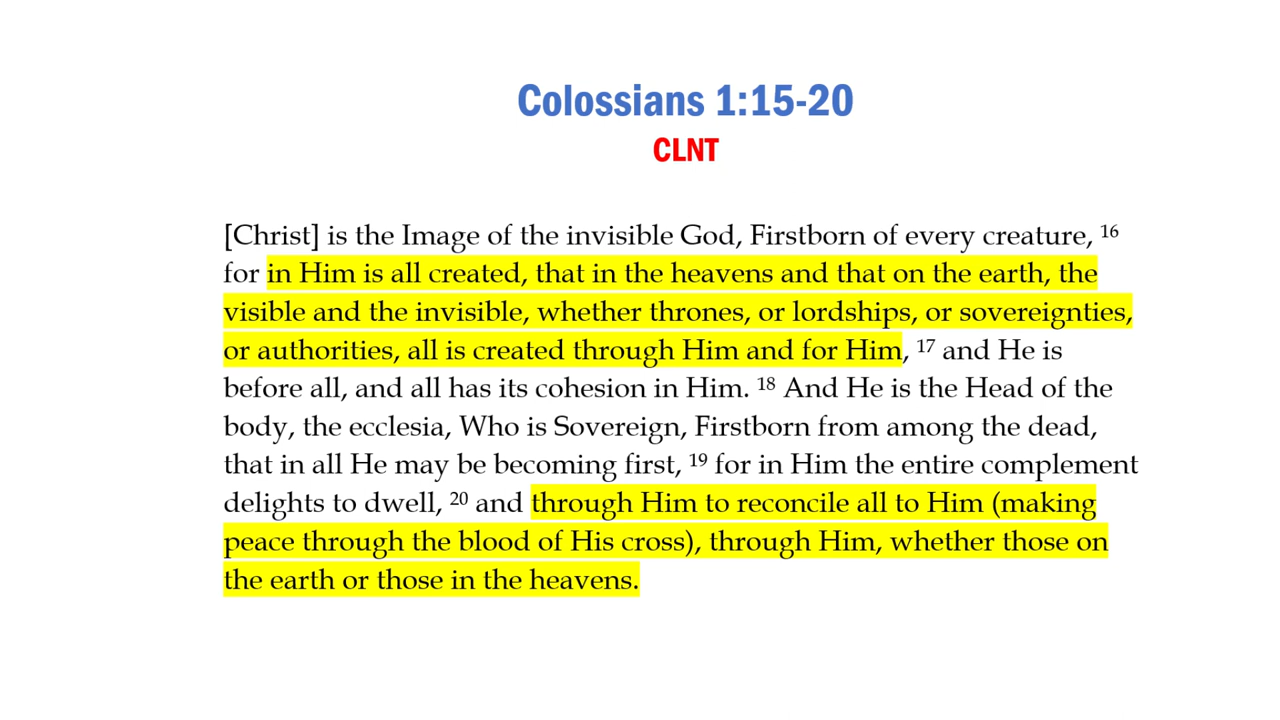 Colossians 1:15-20
CLNT
[Christ] is the Image of the invisible God, Firstborn of every creature, 16
for in Him is all created, that in the heavens and that on the earth, the
visible and the invisible, whether thrones, or lordships, or sovereignties,
or authorities, all is created through Him and for Him, 17 and He is
before all, and all has its cohesion in Him. 18 And He is the Head of the
body, the ecclesia, Who is Sovereign, Firstborn from among the dead,
that in all He may be becoming first, 19 for in Him the entire complement
delights to dwell, 20 and through Him to reconcile all to Him (making
peace through the blood of His cross), through Him, whether those on
the earth or those in the heavens.